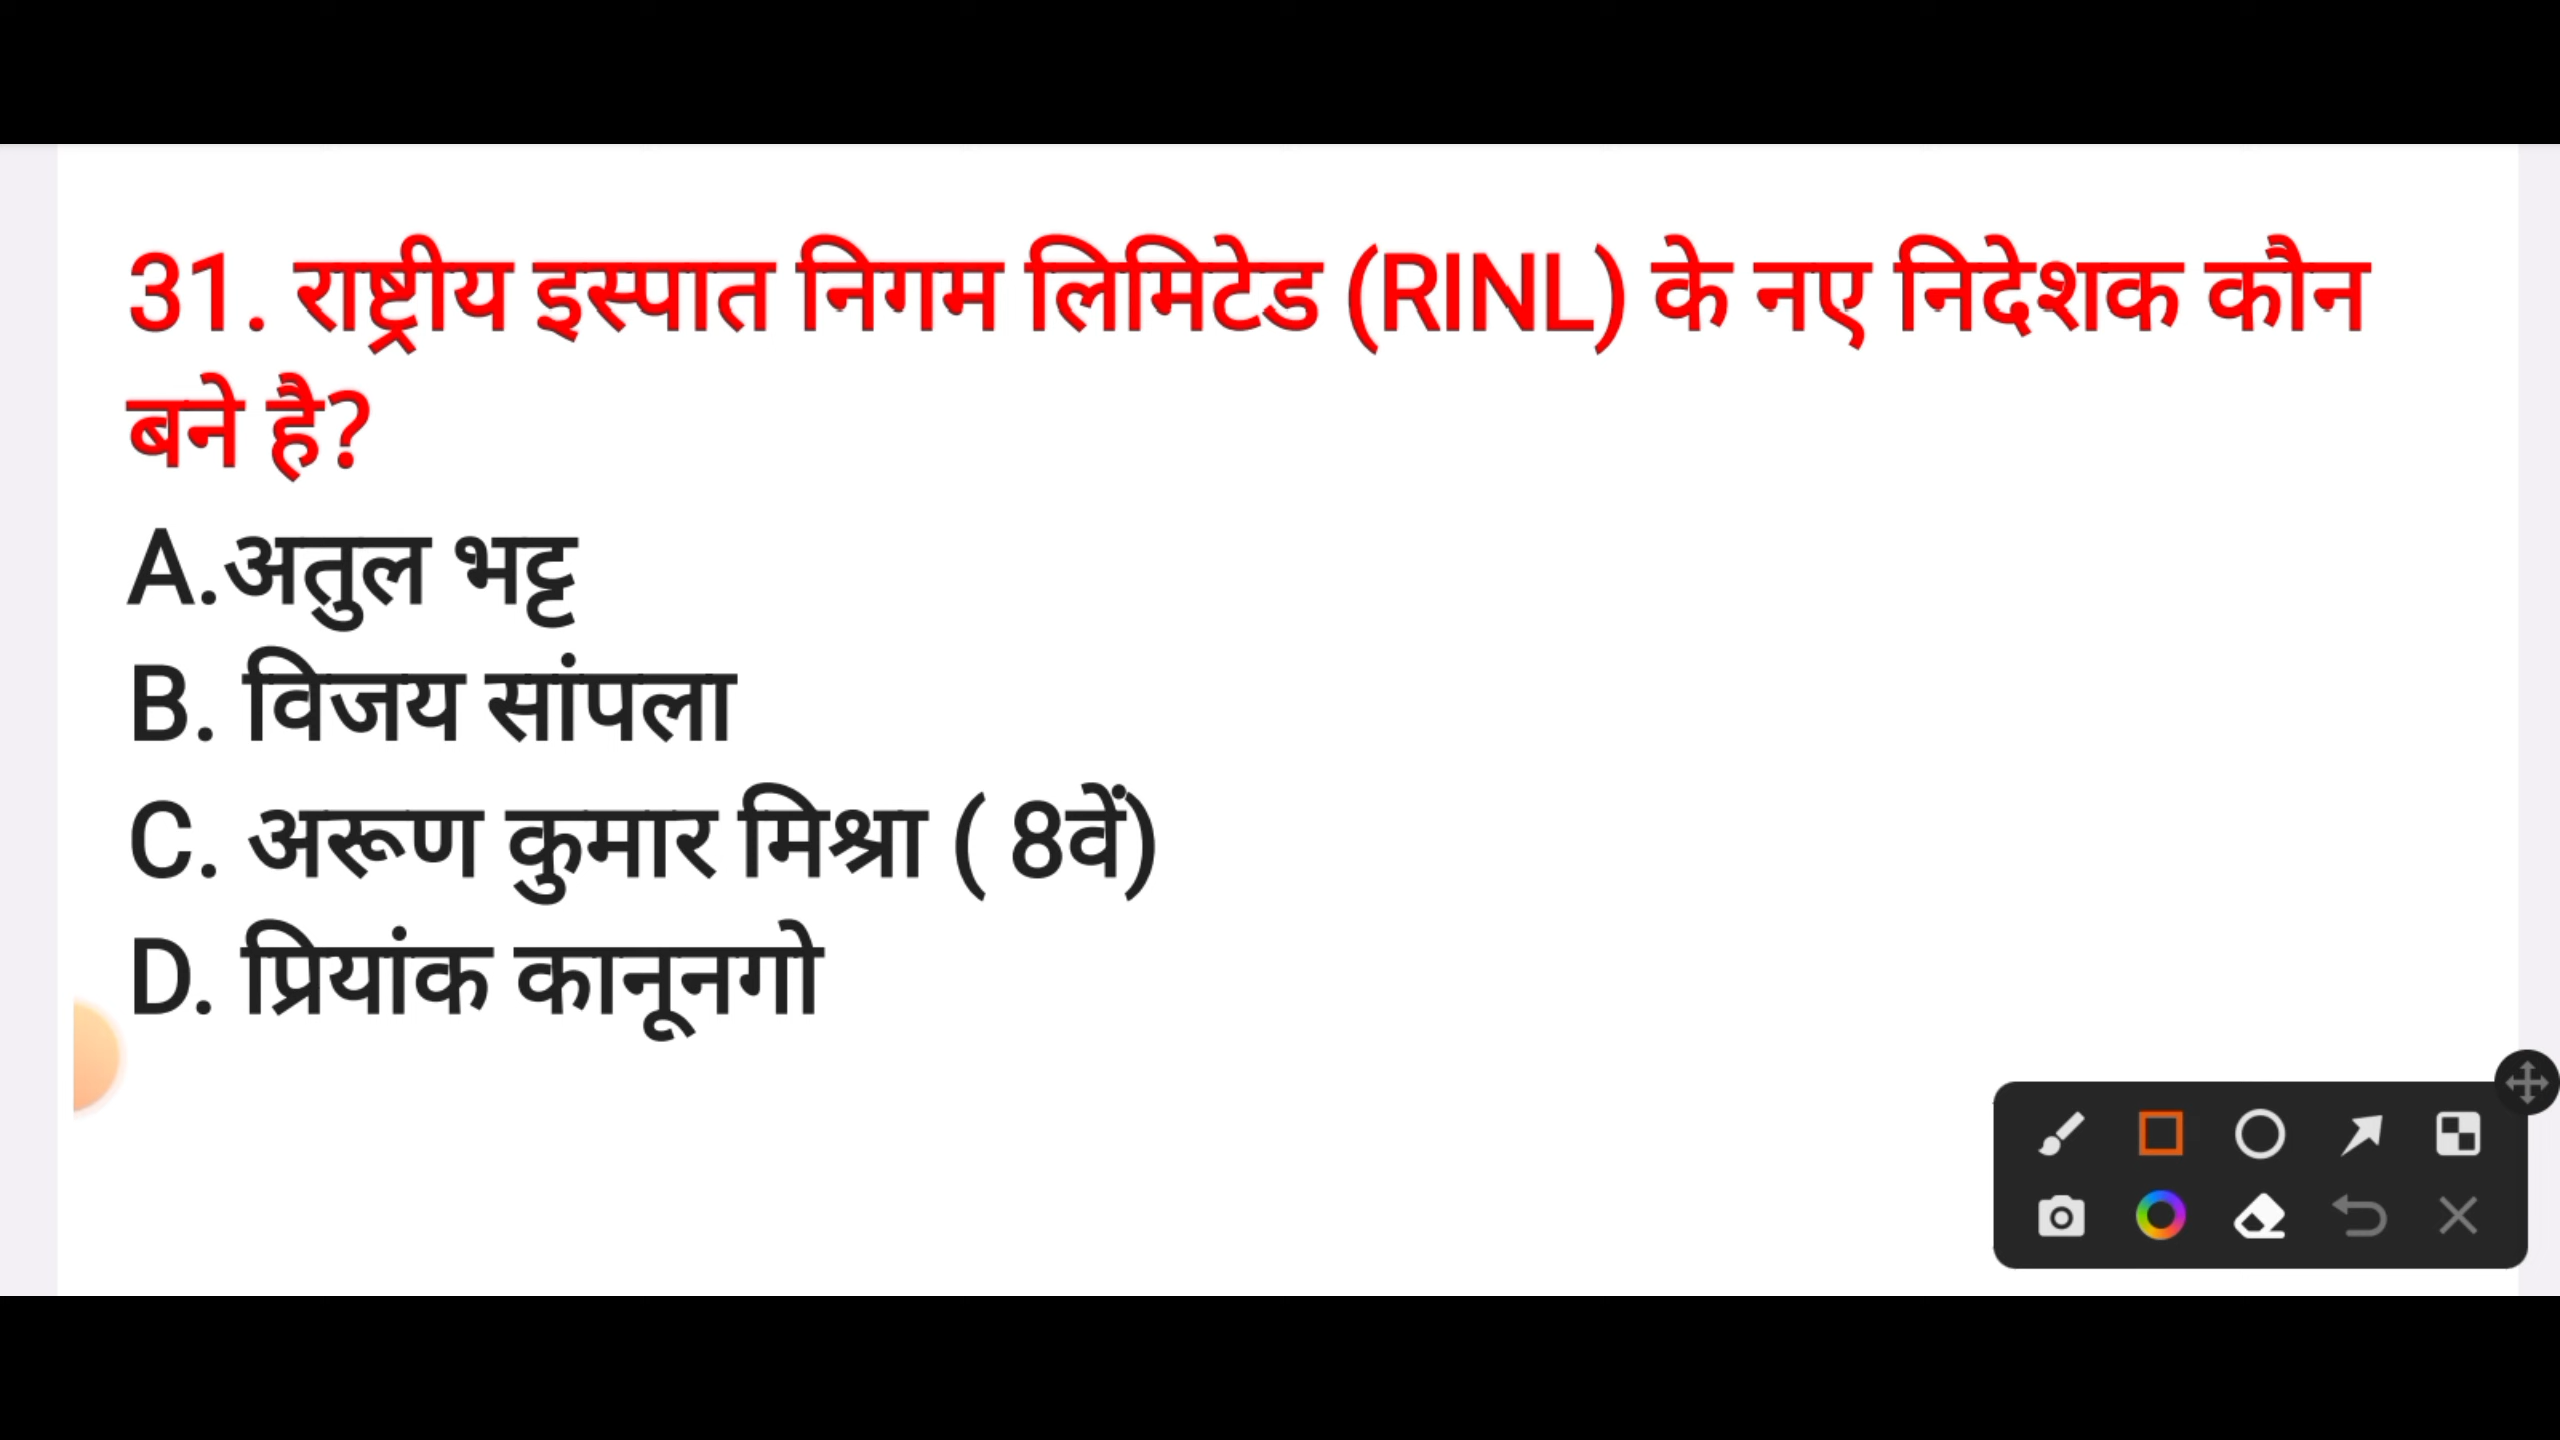 31. राष्ट्रीय इस्पात निगम लिमिटेड (RINL) के नए निदेशक कौन
बने है?
A.अतुल भट्ट
B. विजय सांपला
C. अरूण कुमार मिश्रा ( 8वें)
D. प्रियांक कानूनगो